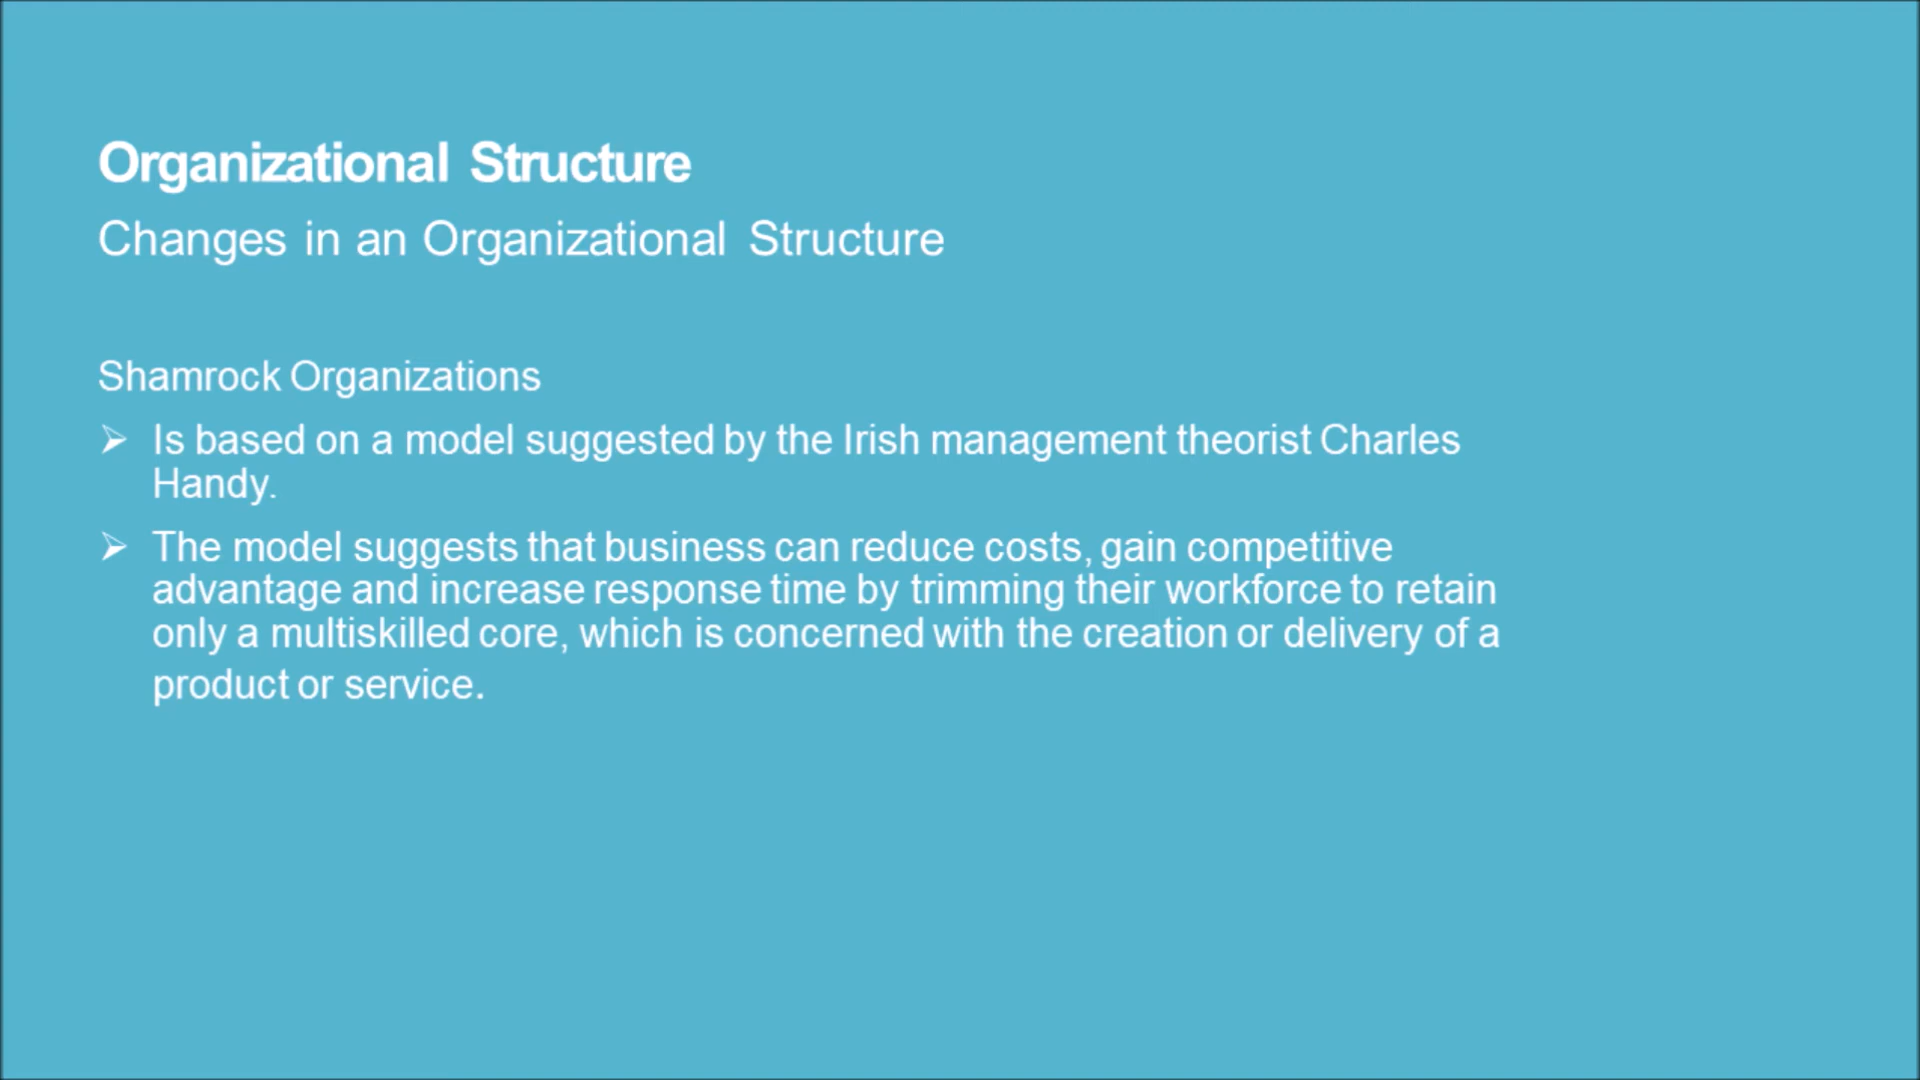 Organizational Structure
Changes in an Organizational Structure
Shamrock Organizations
➢ Is based on a model suggested by the Irish management theorist Charles
Handy.
➢ The model suggests that business can reduce costs, gain competitive
advantage and increase response time by trimming their workforce to retain
only a multiskilled core, which is concerned with the creation or delivery of a
product or service.